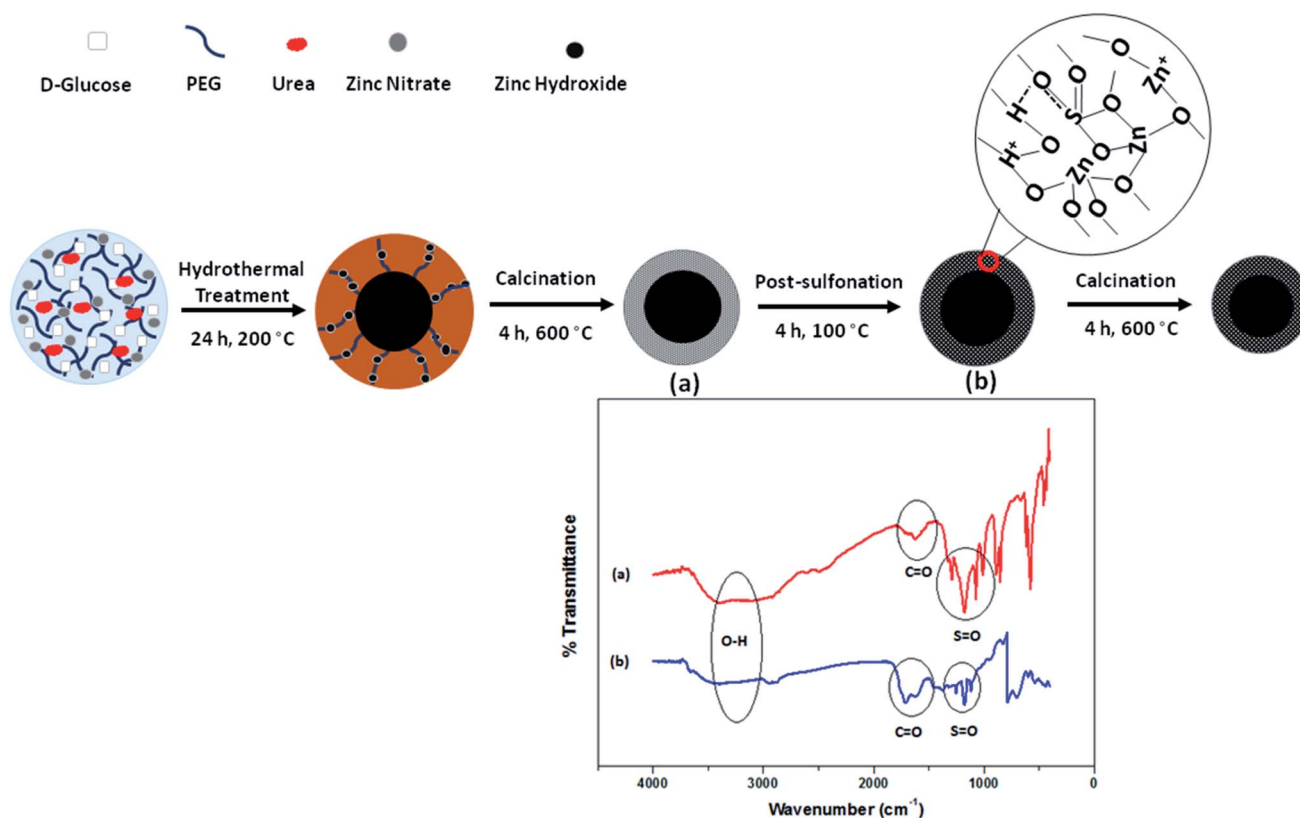 D-Glucose
PEG
Urea
Zinc Nitrate
Zinc Hydroxide
O
O
O
Zn⁺
H
S
O
O
H⁺
O
O
Zn
O
Zn
O
O
O
O
Hydrothermal
Treatment
24 h, 200 °C
Calcination
4 h, 600 °C
Post-sulfonation
4 h, 100 °C
Calcination
4 h, 600 °C
(a)
(b)
% Transmittance
(a)
C=O
S=O
O-H
(b)
C=O
S=O
4000
3000
2000
1000
0
Wavenumber (cm⁻¹)